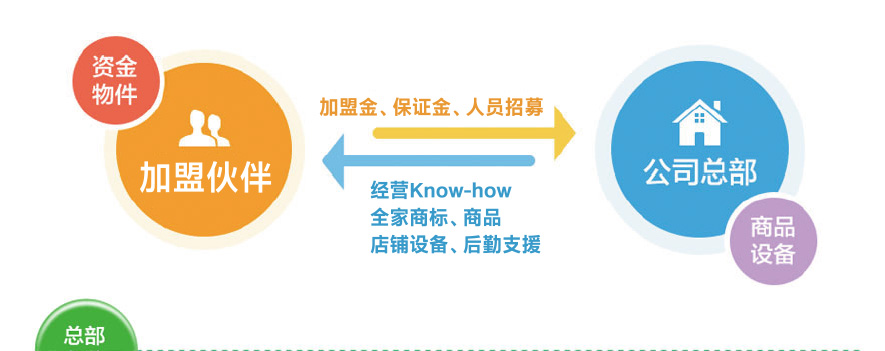 资金
物件
加盟伙伴
加盟金、保证金、人员招募
经营Know-how
全家商标、商品
店铺设备、后勤支援
公司总部
商品
设备
总部